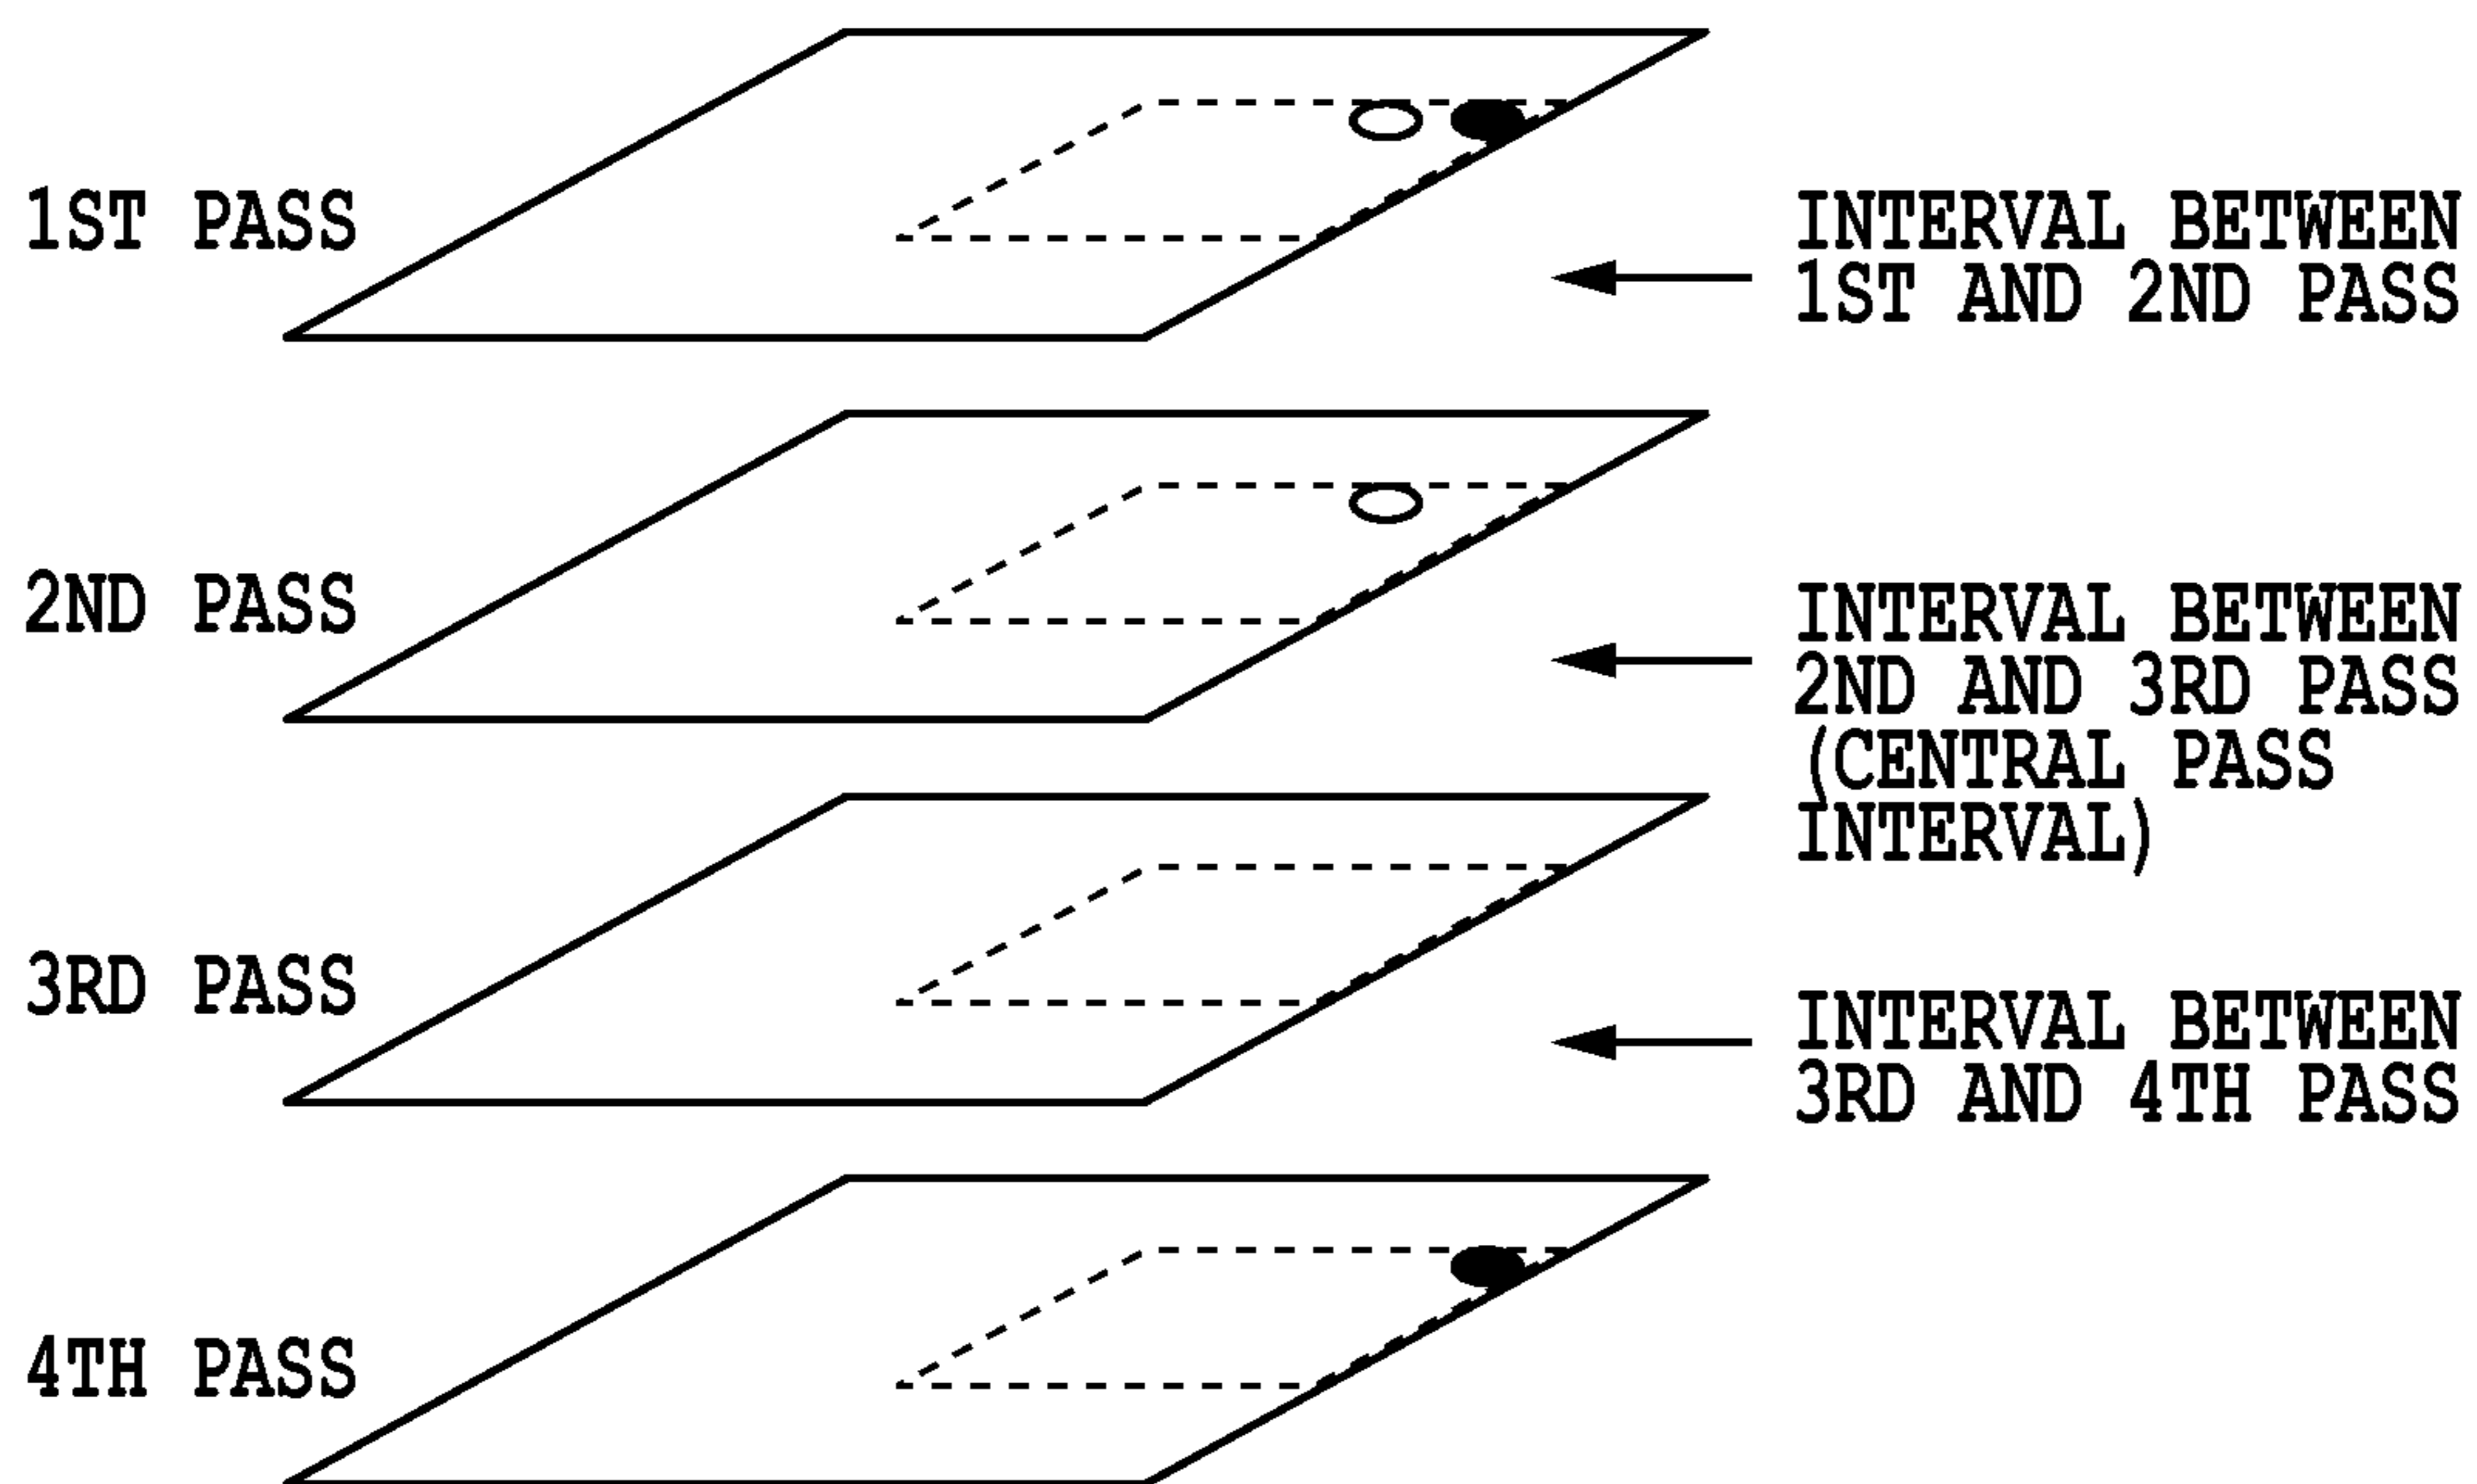 1ST PASS
INTERVAL BETWEEN
1ST AND 2ND PASS
2ND PASS
INTERVAL BETWEEN
2ND AND 3RD PASS
(CENTRAL PASS
INTERVAL)
3RD PASS
INTERVAL BETWEEN
3RD AND 4TH PASS
4TH PASS